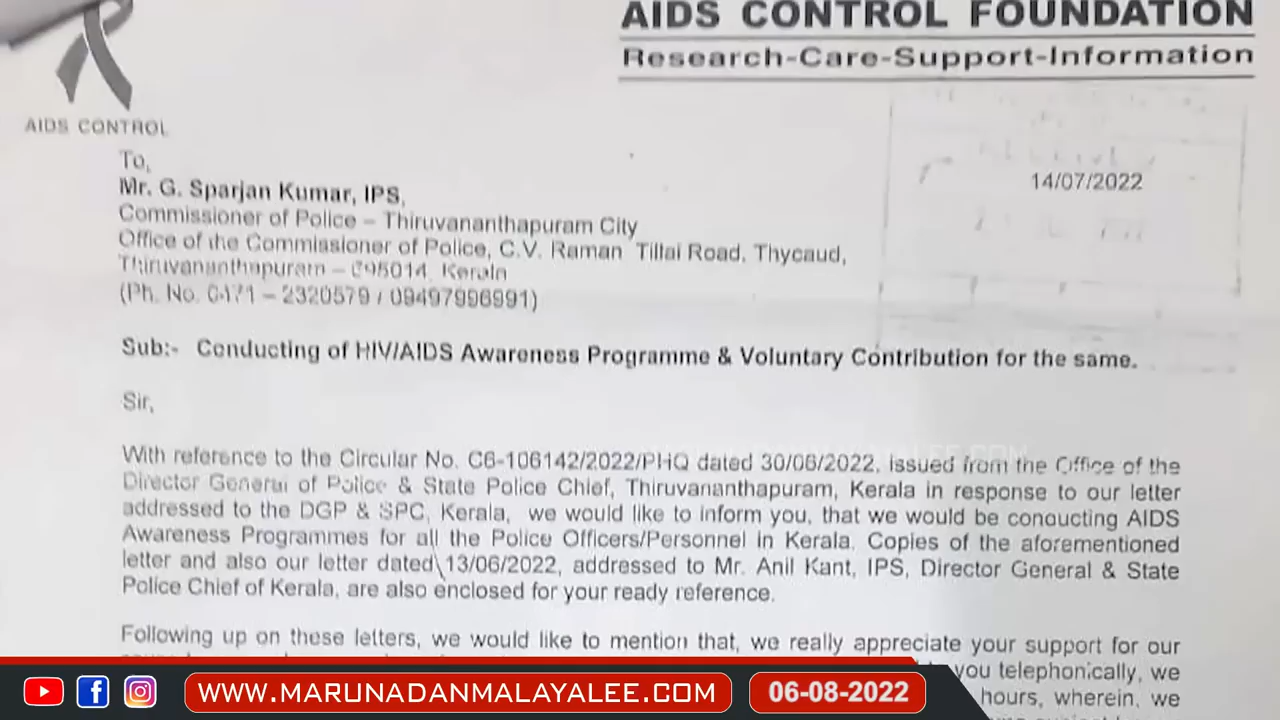 AIDS CONTROL FOUNDATION
Research-Care-Support-Information
AIDS CONTROL
14/07/2022
To,
Mr. G. Sparjan Kumar, IPS,
Commissioner of Police – Thiruvananthapuram City
Office of the Commissioner of Police, C.V. Raman Tillai Road, Thycaud,
Thiruvananthapuram – 695014, Kerala
(Ph. No. 0471 – 2320579 / 09497996991)
Sub:- Conducting of HIV/AIDS Awareness Programme & Voluntary Contribution for the same.
Sir,
With reference to the Circular No. C6-106142/2022/PHQ dated 30/06/2022, issued from the Office of the
Director General of Police & State Police Chief, Thiruvananthapuram, Kerala in response to our letter
addressed to the DGP & SPC, Kerala, we would like to inform you, that we would be conducting AIDS
Awareness Programmes for all the Police Officers/Personnel in Kerala. Copies of the aforementioned
letter and also our letter dated 13/06/2022, addressed to Mr. Anil Kant, IPS, Director General & State
Police Chief of Kerala, are also enclosed for your ready reference.
Following up on these letters, we would like to mention that, we really appreciate your support for our
you telephonically, we
hours, wherein, we
WWW.MARUNADANMALAYALEE.COM
06-08-2022